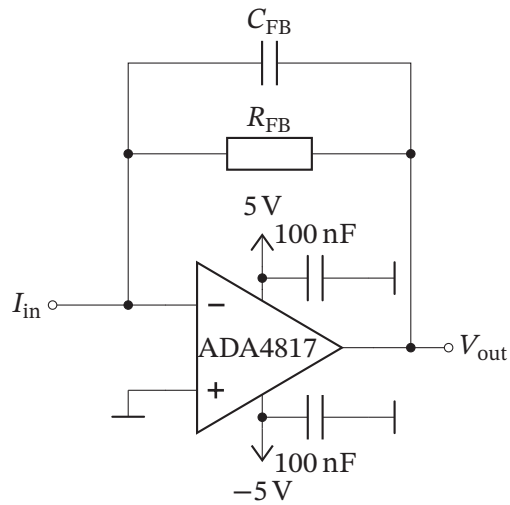 C_FB
R_FB
5 V
100 nF
I_in
−
ADA4817
V_out
+
100 nF
−5 V